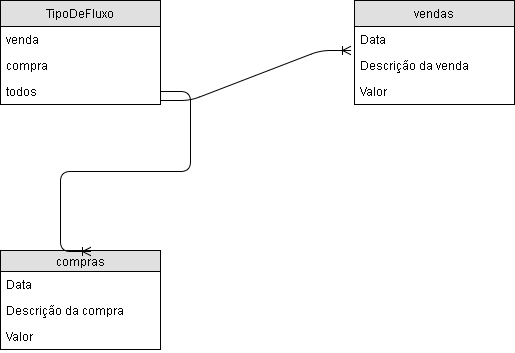 TipoDeFluxo
venda
compra
todos
vendas
Data
Descrição da venda
Valor
compras
Data
Descrição da compra
Valor